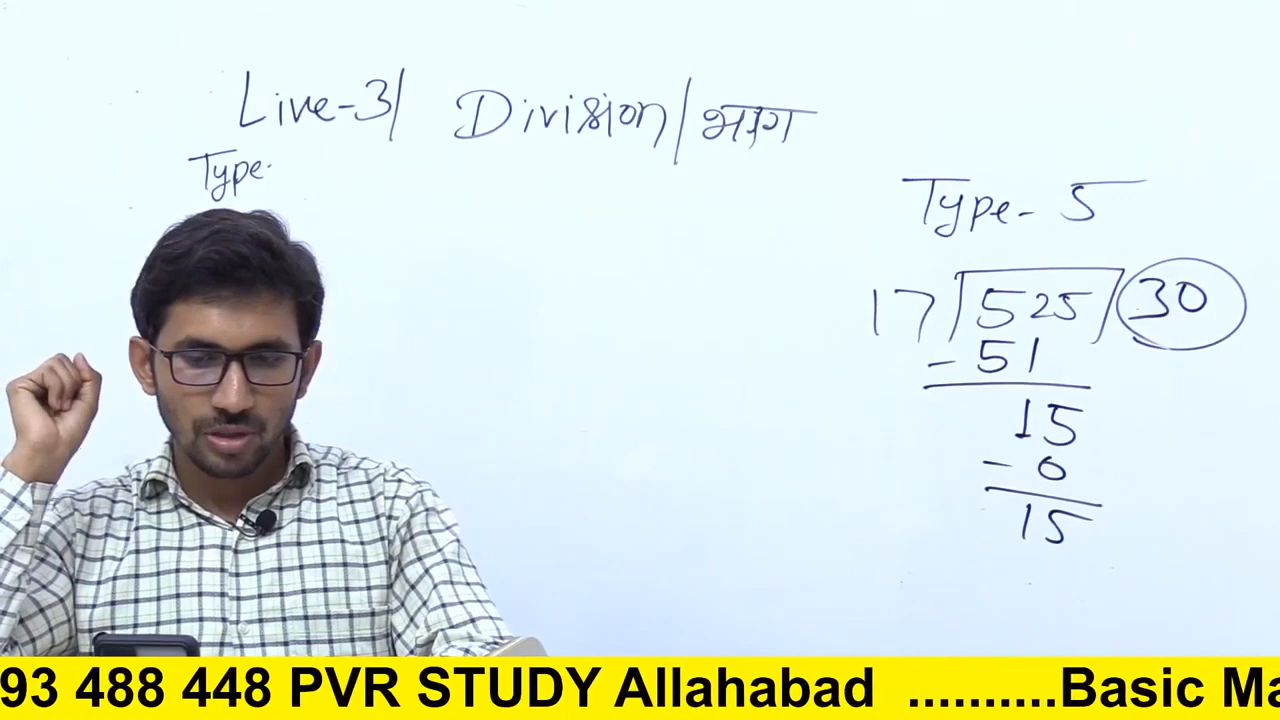 Live-3/ Division/भाग
Type-
Type- 5
17)525(30
-51
15
-0
15
93 488 448 PVR STUDY Allahabad ..........Basic Ma